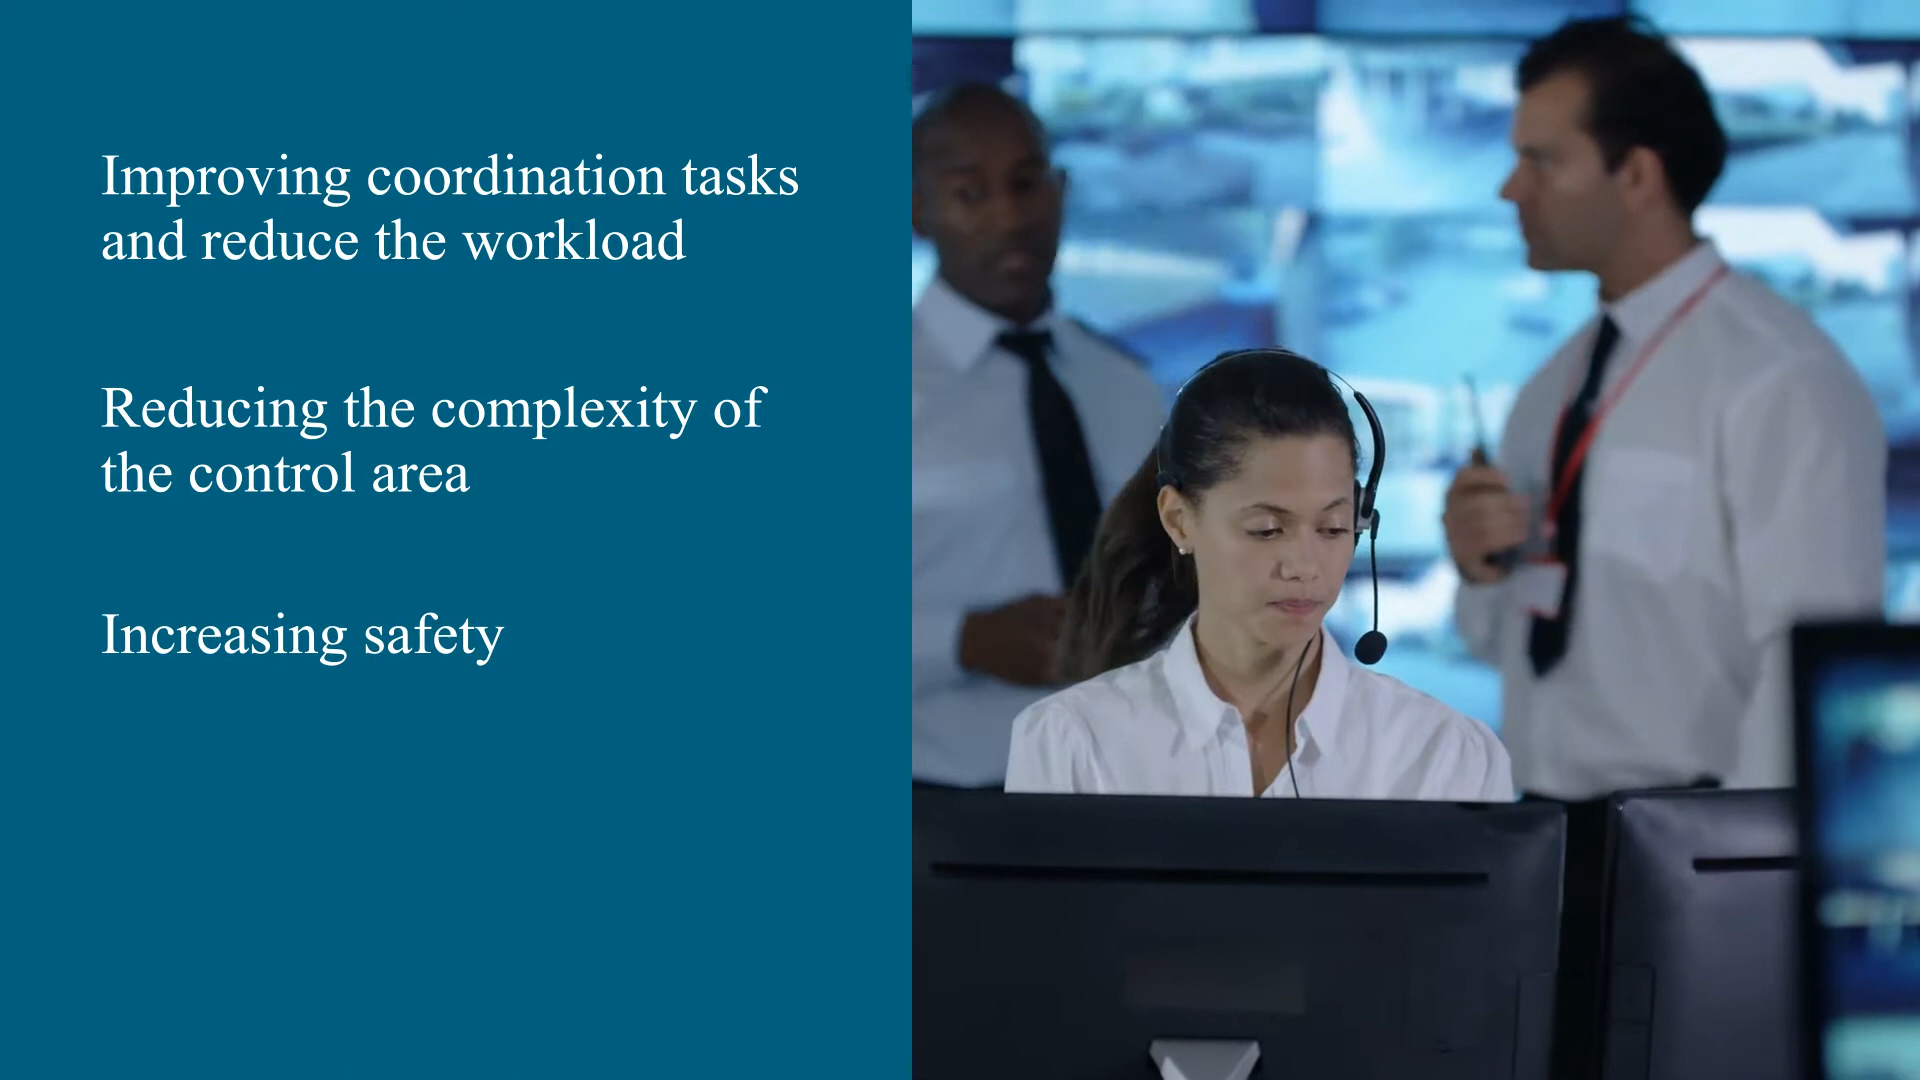 Improving coordination tasks
and reduce the workload
Reducing the complexity of
the control area
Increasing safety